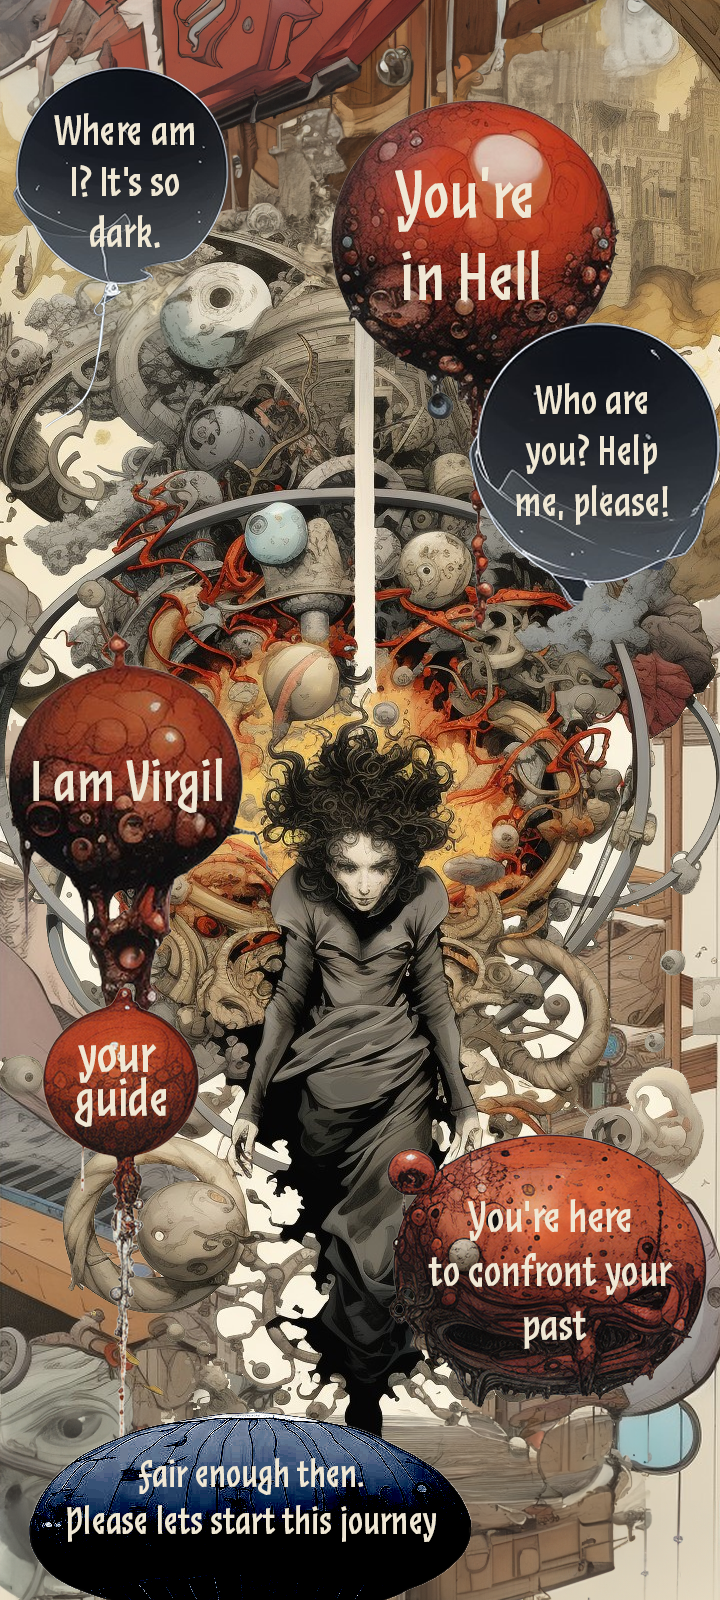 Where am
I? It's so
dark.
You're
in Hell
Who are
you? Help
me, please!
I am Virgil
your
guide
You're here
to confront your
past
fair enough then.
Please lets start this journey